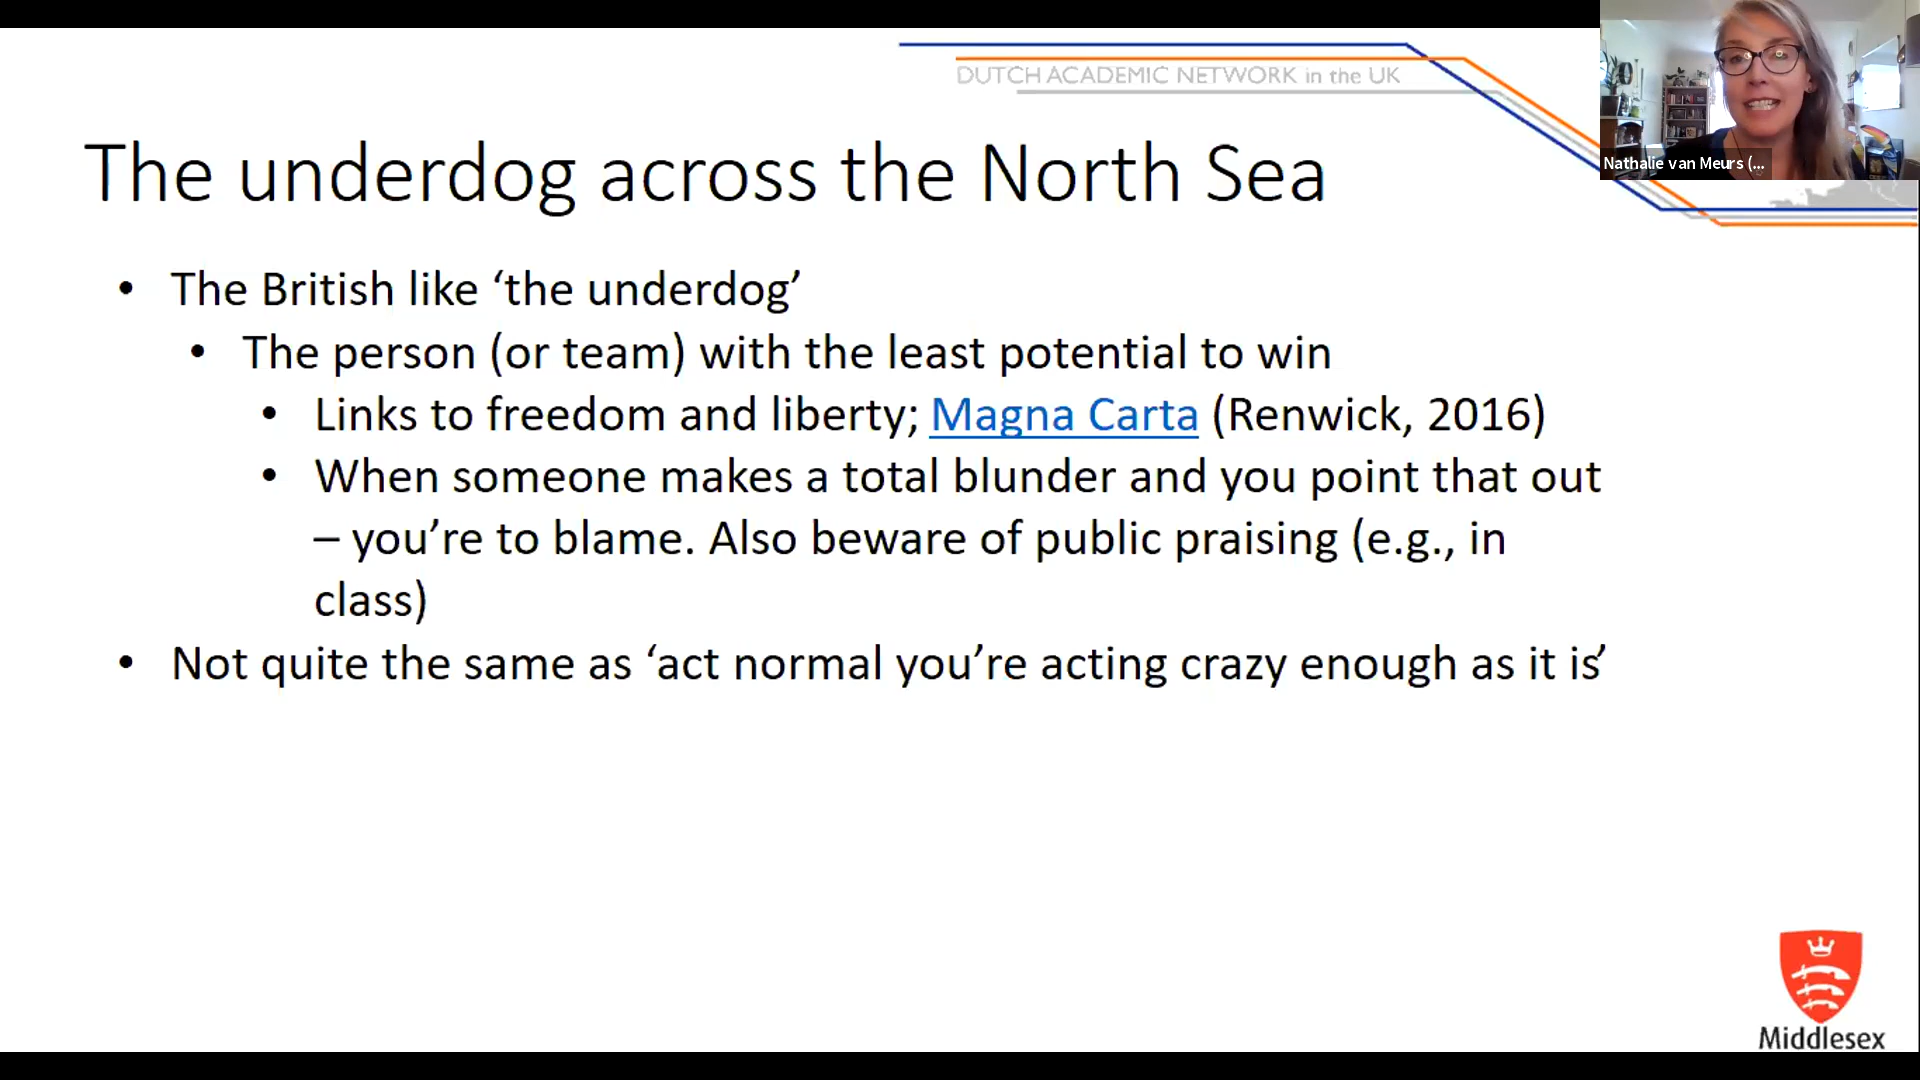 DUTCH ACADEMIC NETWORK in the UK
Nathalie van Meurs (...
The underdog across the North Sea
• The British like ‘the underdog’
• The person (or team) with the least potential to win
• Links to freedom and liberty; Magna Carta (Renwick, 2016)
• When someone makes a total blunder and you point that out
– you’re to blame. Also beware of public praising (e.g., in
class)
• Not quite the same as ‘act normal you’re acting crazy enough as it is’
Middlesex